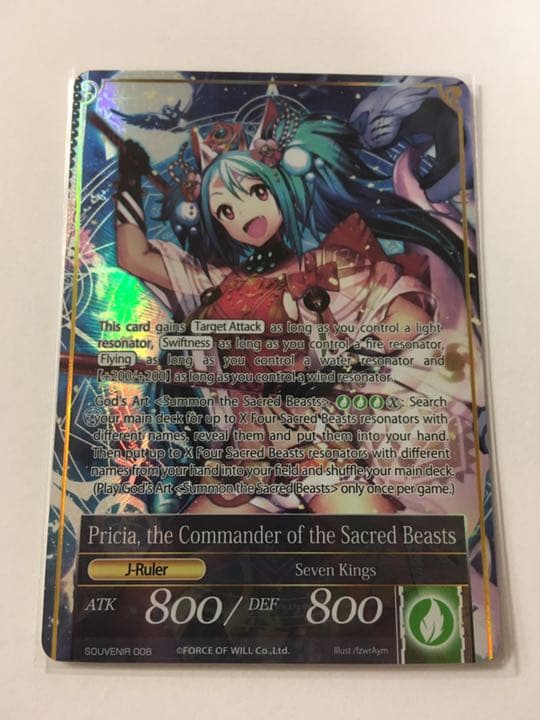 This card gains Target Attack as long as you control a light
resonator, Swiftness as long as you control a fire resonator,
Flying as long as you control a water resonator and
[+200/+200] as long as you control a wind resonator.
God's Art <Summon the Sacred Beasts> X: Search
your main deck for up to X Four Sacred Beasts resonators with
different names, reveal them and put them into your hand.
Then put up to X Four Sacred Beasts resonators with different
names from your hand into your field and shuffle your main deck.
(Play God's Art <Summon the Sacred Beasts> only once per game.)
Pricia, the Commander of the Sacred Beasts
J-Ruler Seven Kings
ATK 800 / DEF 800
SOUVENIR 008 ©FORCE OF WILL Co.,Ltd. Illust /fzwrAym